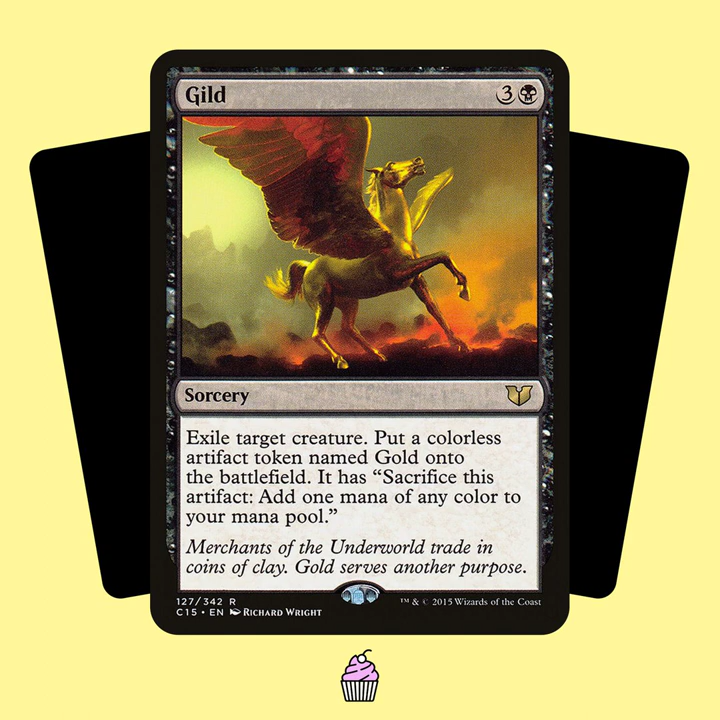 Gild 3
Sorcery
Exile target creature. Put a colorless
artifact token named Gold onto
the battlefield. It has “Sacrifice this
artifact: Add one mana of any color to
your mana pool.”
Merchants of the Underworld trade in
coins of clay. Gold serves another purpose.
127/342 R
C15 • EN Richard Wright
™ & © 2015 Wizards of the Coast